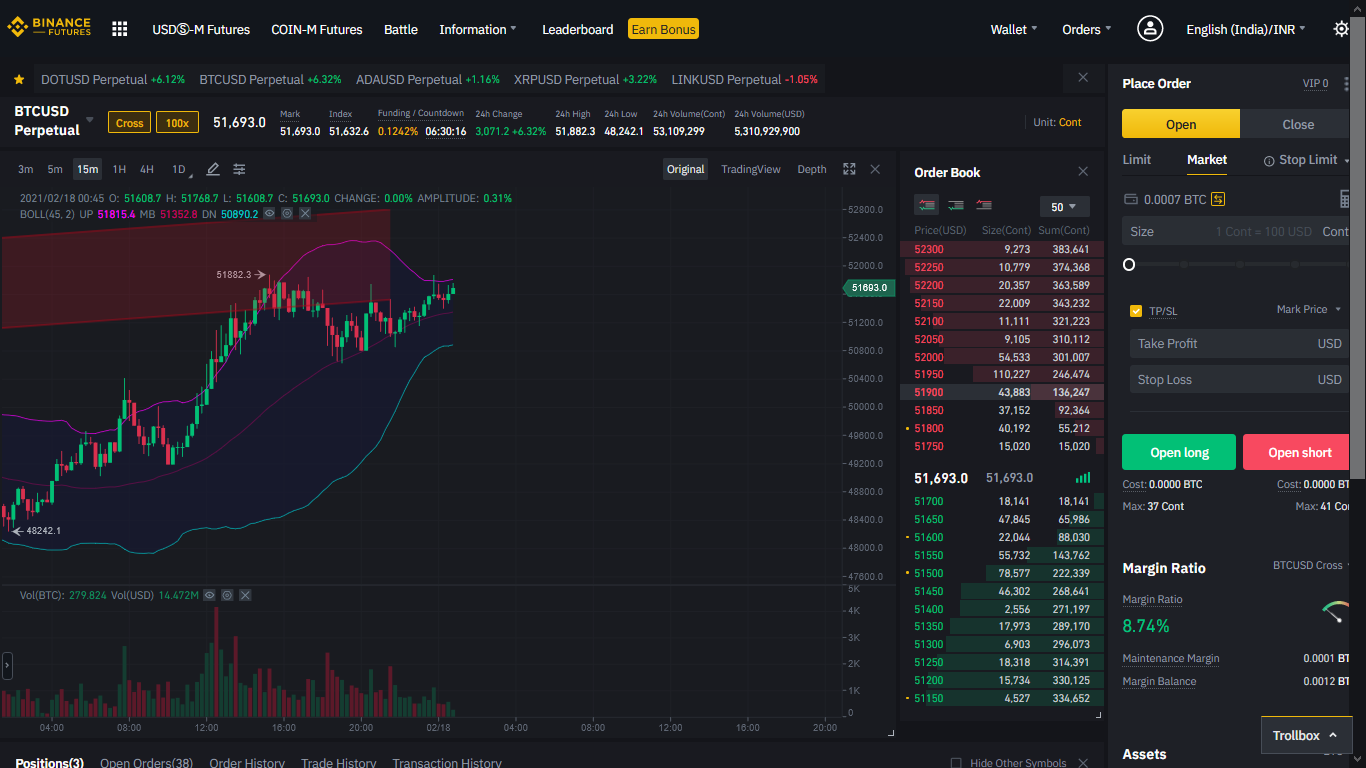 BINANCE FUTURES USDⓈ-M Futures COIN-M Futures Battle Information Leaderboard Earn Bonus Wallet Orders English (India)/INR
DOTUSD Perpetual +6.12% BTCUSD Perpetual +6.32% ADAUSD Perpetual +1.16% XRPUSD Perpetual +3.22% LINKUSD Perpetual -1.05%
BTCUSD Perpetual Cross 100x 51,693.0
Mark Index Funding / Countdown 24h Change 24h High 24h Low 24h Volume(Cont) 24h Volume(USD)
51,693.0 51,632.6 0.1242% 06:30:16 3,071.2 +6.32% 51,882.3 48,242.1 53,109,299 5,310,929,900
Unit: Cont
3m 5m 15m 1H 4H 1D Original TradingView Depth
2021/02/18 00:45 O: 51608.7 H: 51768.7 L: 51608.7 C: 51693.0 CHANGE: 0.00% AMPLITUDE: 0.31%
BOLL(45, 2) UP 51815.4 MB 51352.8 DN 50890.2
51882.3
48242.1
52800.0
52400.0
52000.0
51693.0
51200.0
50800.0
50400.0
50000.0
49600.0
49200.0
48800.0
48400.0
48000.0
47600.0
Vol(BTC): 279.824 Vol(USD) 14.472M
5K
4K
3K
2K
1K
0
04:00 08:00 12:00 16:00 20:00 02/18 04:00 08:00 12:00 16:00 20:00
Order Book
50
Price(USD) Size(Cont) Sum(Cont)
52300 9,273 383,641
52250 10,779 374,368
52200 20,357 363,589
52150 22,009 343,232
52100 11,111 321,223
52050 9,105 310,112
52000 54,533 301,007
51950 110,227 246,474
51900 43,883 136,247
51850 37,152 92,364
51800 40,192 55,212
51750 15,020 15,020
51,693.0 51,693.0
51700 18,141 18,141
51650 47,845 65,986
51600 22,044 88,030
51550 55,732 143,762
51500 78,577 222,339
51450 46,302 268,641
51400 2,556 271,197
51350 17,973 289,170
51300 6,903 296,073
51250 18,318 314,391
51200 15,734 330,125
51150 4,527 334,652
Place Order VIP 0
Open Close
Limit Market Stop Limit
0.0007 BTC
Size 1 Cont = 100 USD Cont
TP/SL Mark Price
Take Profit USD
Stop Loss USD
Open long Open short
Cost: 0.0000 BTC Cost: 0.0000 BT
Max: 37 Cont Max: 41 Co
Margin Ratio BTCUSD Cross
Margin Ratio
8.74%
Maintenance Margin 0.0001 BT
Margin Balance 0.0012 BT
Trollbox
Assets
Positions(3) Open Orders(38) Order History Trade History Transaction History Hide Other Symbols